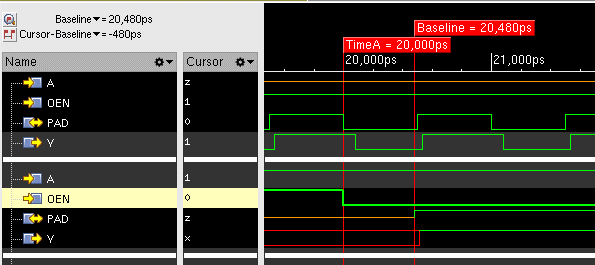 Baseline▼= 20,480ps
Cursor-Baseline▼= -480ps
Baseline = 20,480ps
TimeA = 20,000ps
Name Cursor 20,000ps 21,000ps
A z
OEN 1
PAD 0
Y 1
A 1
OEN 0
PAD z
Y x